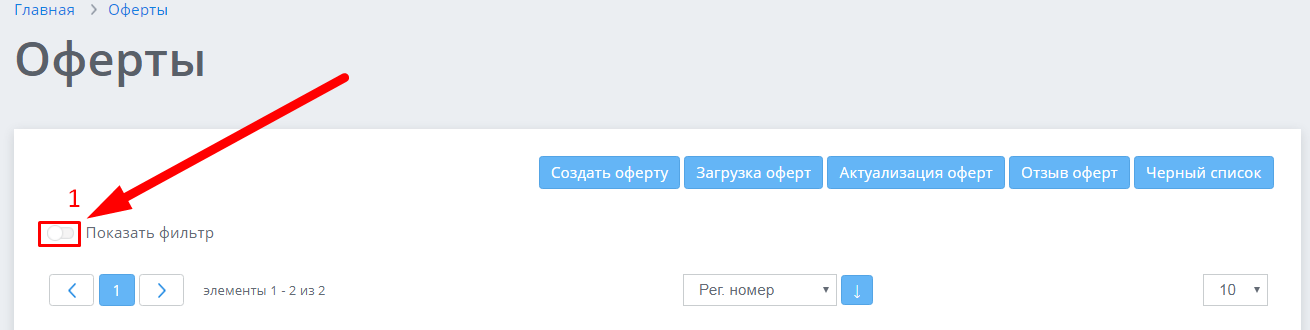 Главная > Оферты
Оферты
Создать оферту Загрузка оферт Актуализация оферт Отзыв оферт Черный список
1
Показать фильтр
1 элементы 1 - 2 из 2 Рег. номер ↓ 10